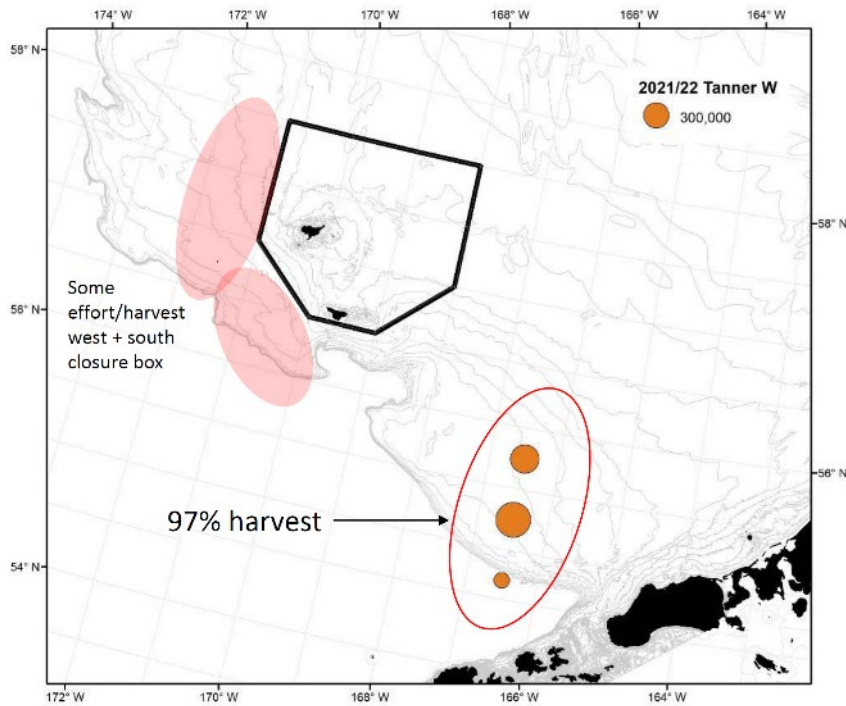 174° W
172° W
170° W
168° W
166° W
164° W
58° N
2021/22 Tanner W
300,000
58° N
Some
effort/harvest
west + south
closure box
56° N
56° N
97% harvest
54° N
172° W
170° W
168° W
166° W
164° W